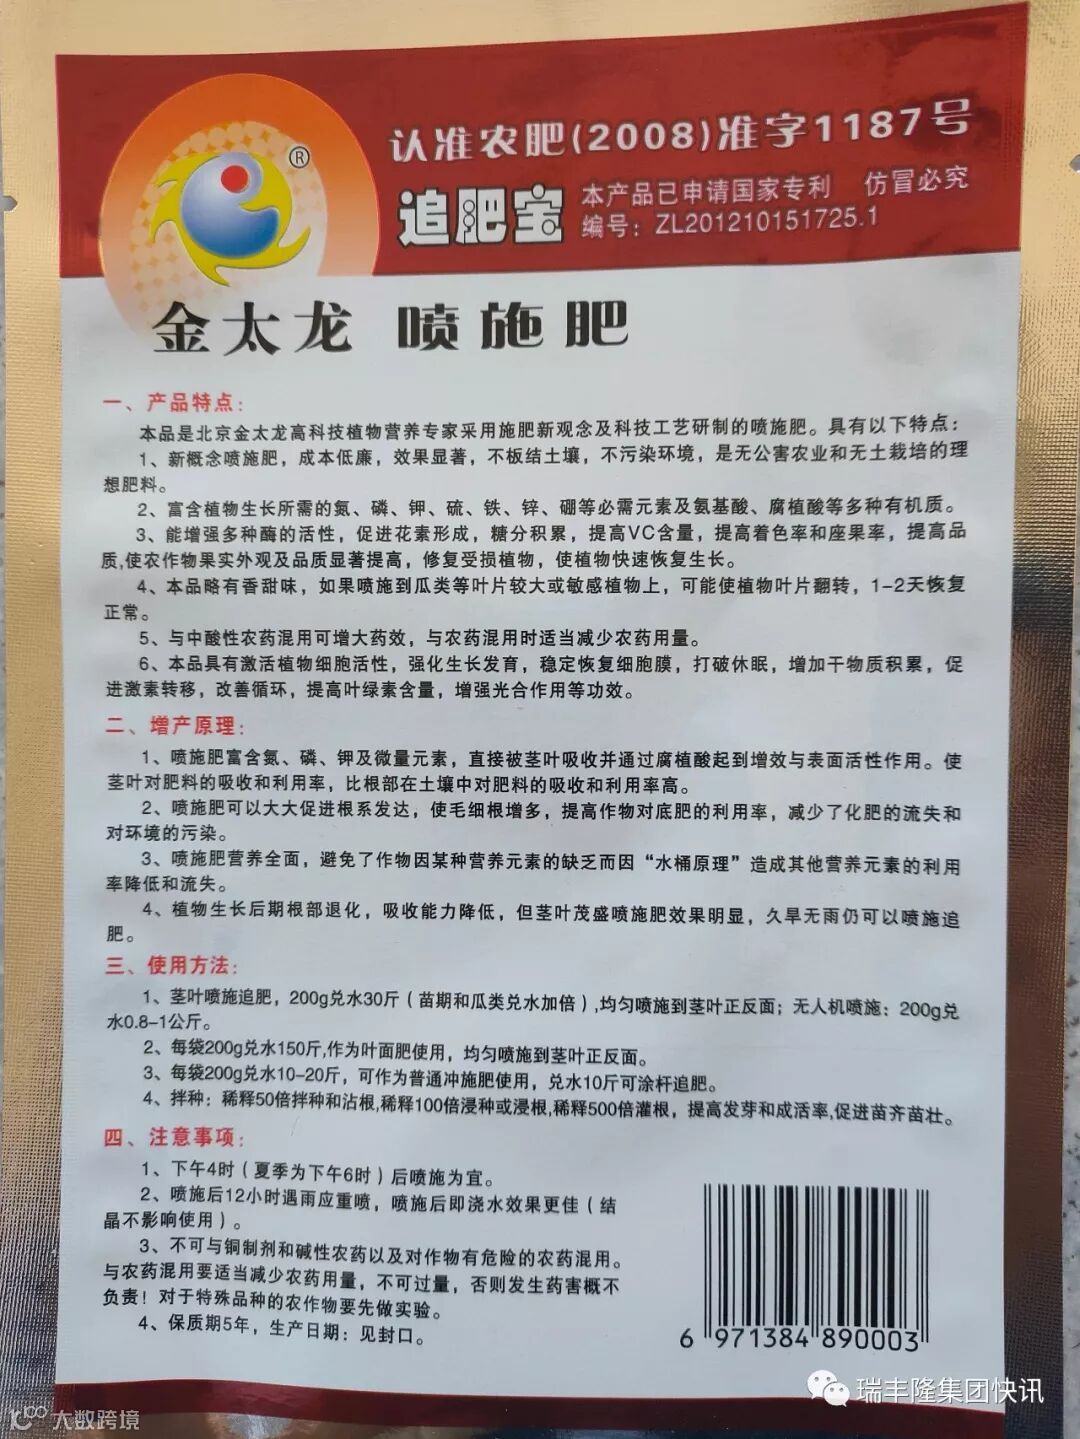 认准农肥(2008)准字1187号
®
追肥宝
本产品已申请国家专利 仿冒必究
编号：ZL201210151725.1
金太龙 喷施肥
一、产品特点：
本品是北京金太龙高科技植物营养专家采用施肥新观念及科技工艺研制的喷施肥。具有以下特点：
1、新概念喷施肥，成本低廉，效果显著，不板结土壤，不污染环境，是无公害农业和无土栽培的理
想肥料。
2、富含植物生长所需的氮、磷、钾、硫、铁、锌、硼等必需元素及氨基酸、腐植酸等多种有机质。
3、能增强多种酶的活性，促进花素形成，糖分积累，提高VC含量，提高着色率和座果率，提高品
质,使农作物果实外观及品质显著提高，修复受损植物，使植物快速恢复生长。
4、本品略有香甜味，如果喷施到瓜类等叶片较大或敏感植物上，可能使植物叶片翻转，1-2天恢复
正常。
5、与中酸性农药混用可增大药效，与农药混用时适当减少农药用量。
6、本品具有激活植物细胞活性，强化生长发育，稳定恢复细胞膜，打破休眠，增加干物质积累，促
进激素转移，改善循环，提高叶绿素含量，增强光合作用等功效。
二、增产原理：
1、喷施肥富含氮、磷、钾及微量元素，直接被茎叶吸收并通过腐植酸起到增效与表面活性作用。使
茎叶对肥料的吸收和利用率，比根部在土壤中对肥料的吸收和利用率高。
2、喷施肥可以大大促进根系发达，使毛细根增多，提高作物对底肥的利用率，减少了化肥的流失和
对环境的污染。
3、喷施肥营养全面，避免了作物因某种营养元素的缺乏而因“水桶原理”造成其他营养元素的利用
率降低和流失。
4、植物生长后期根部退化，吸收能力降低，但茎叶茂盛喷施肥效果明显，久旱无雨仍可以喷施追
肥。
三、使用方法：
1、茎叶喷施追肥，200g兑水30斤（苗期和瓜类兑水加倍）,均匀喷施到茎叶正反面；无人机喷施：200g兑
水0.8-1公斤。
2、每袋200g兑水150斤,作为叶面肥使用，均匀喷施到茎叶正反面。
3、每袋200g兑水10-20斤，可作为普通冲施肥使用，兑水10斤可涂杆追肥。
4、拌种：稀释50倍拌种和沾根,稀释100倍浸种或浸根,稀释500倍灌根，提高发芽和成活率,促进苗齐苗壮。
四、注意事项：
1、下午4时（夏季为下午6时）后喷施为宜。
2、喷施后12小时遇雨应重喷，喷施后即浇水效果更佳（结
晶不影响使用）。
3、不可与铜制剂和碱性农药以及对作物有危险的农药混用。
与农药混用要适当减少农药用量，不可过量，否则发生药害概不
负责！对于特殊品种的农作物要先做实验。
4、保质期5年，生产日期：见封口。
6 971384 890003
瑞丰隆集团快讯
大数跨境